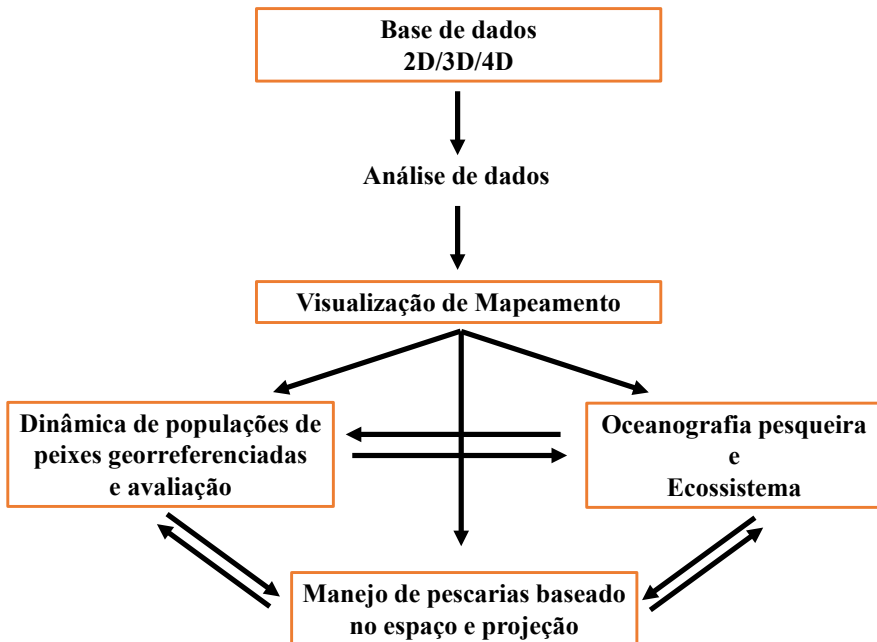 Base de dados
2D/3D/4D
Análise de dados
Visualização de Mapeamento
Dinâmica de populações de
peixes georreferenciadas
e avaliação
Oceanografia pesqueira
e
Ecossistema
Manejo de pescarias baseado
no espaço e projeção